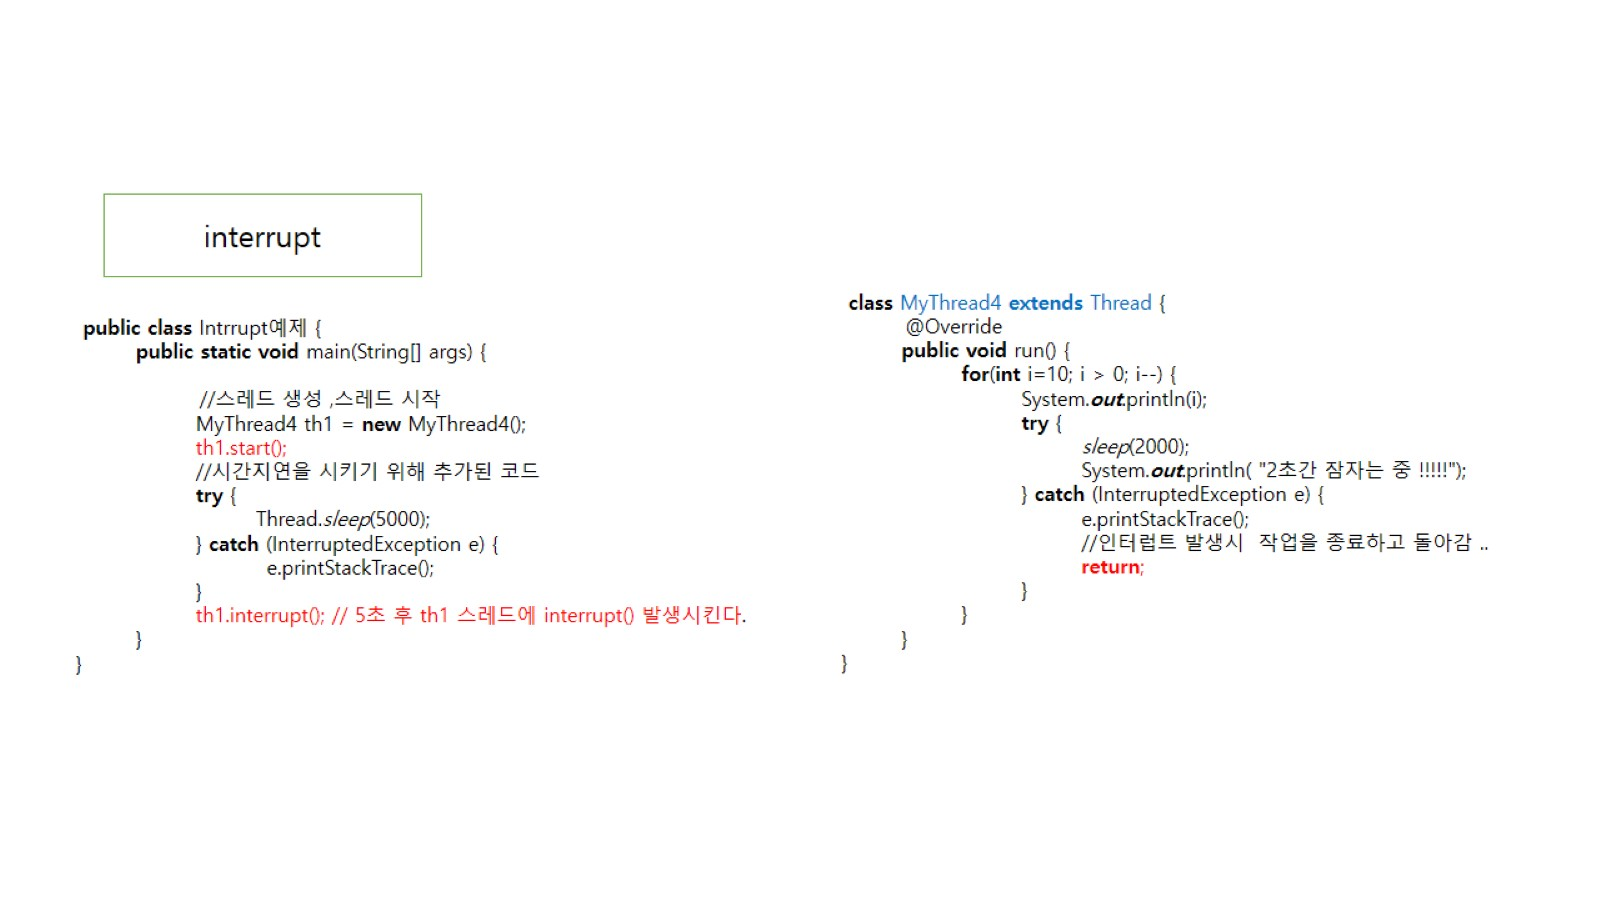 interrupt
public class Intrrupt예제 {
public static void main(String[] args) {
//스레드 생성 ,스레드 시작
MyThread4 th1 = new MyThread4();
th1.start();
//시간지연을 시키기 위해 추가된 코드
try {
Thread.sleep(5000);
} catch (InterruptedException e) {
e.printStackTrace();
}
th1.interrupt(); // 5초 후 th1 스레드에 interrupt() 발생시킨다.
}
}
class MyThread4 extends Thread {
@Override
public void run() {
for(int i=10; i > 0; i--) {
System.out.println(i);
try {
sleep(2000);
System.out.println( "2초간 잠자는 중 !!!!!");
} catch (InterruptedException e) {
e.printStackTrace();
//인터럽트 발생시  작업을 종료하고 돌아감 ..
return;
}
}
}
}